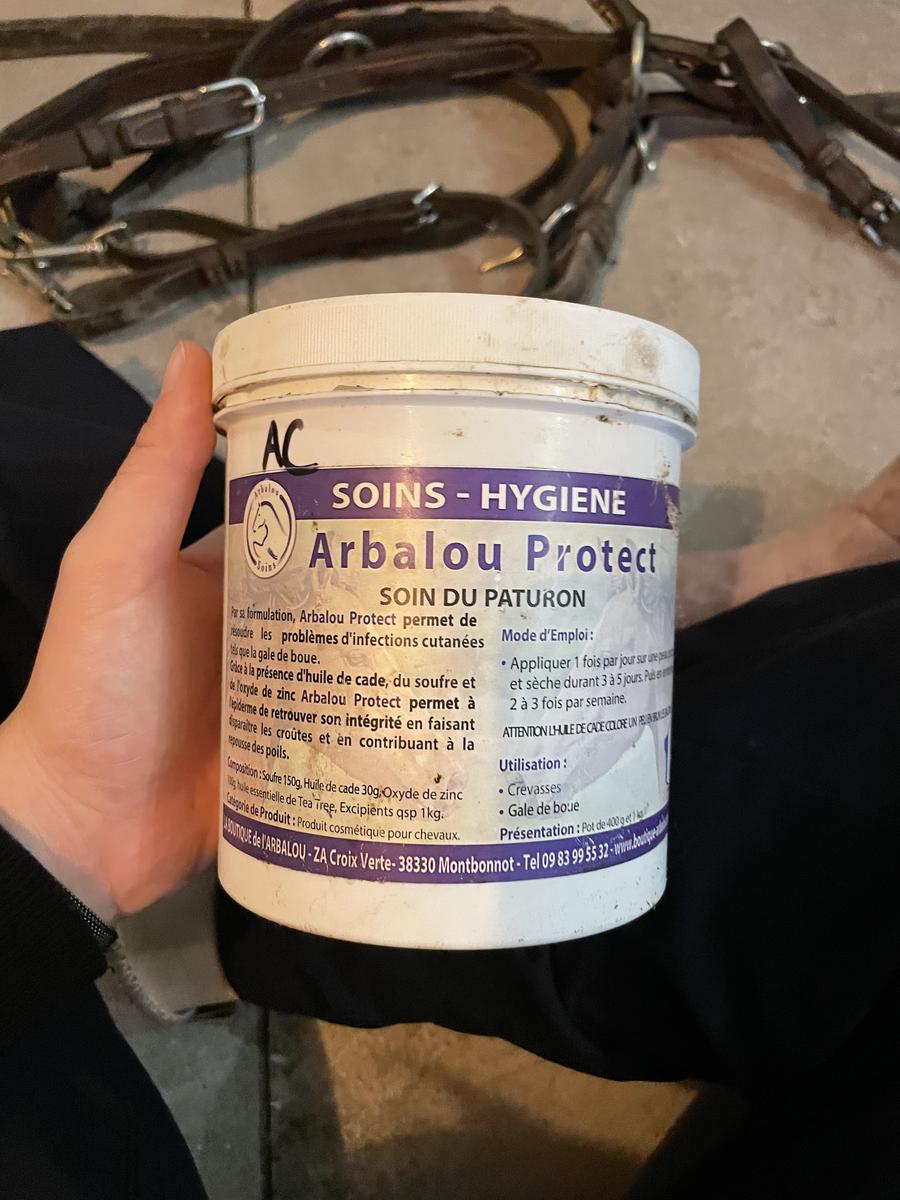 AC
SOINS - HYGIENE
Arbalou
Soins
Arbalou Protect
SOIN DU PATURON
Par sa formulation, Arbalou Protect permet de
résoudre les problèmes d'infections cutanées
tels que la gale de boue.
Grâce à la présence d'huile de cade, du soufre et
de l'oxyde de zinc Arbalou Protect permet à
l'épiderme de retrouver son intégrité en faisant
disparaître les croûtes et en contribuant à la
repousse des poils.
Composition : Soufre 150g, Huile de cade 30g, Oxyde de zinc
huile essentielle de Tea Tree, Excipients qsp 1kg.
Catégorie de Produit : Produit cosmétique pour chevaux.
Mode d'Emploi :
• Appliquer 1 fois par jour sur une
et sèche durant 3 à 5 jours. Puis
2 à 3 fois par semaine.
ATTENTION L'HUILE DE CADE COLORE UN PEU EN
Utilisation :
• Crevasses
• Gale de boue
Présentation : Pot de 400 g et 1 kg
LA BOUTIQUE de l'ARBALOU - ZA Croix Verte- 38330 Montbonnot - Tel 09 83 99 55 32 - www.boutique-